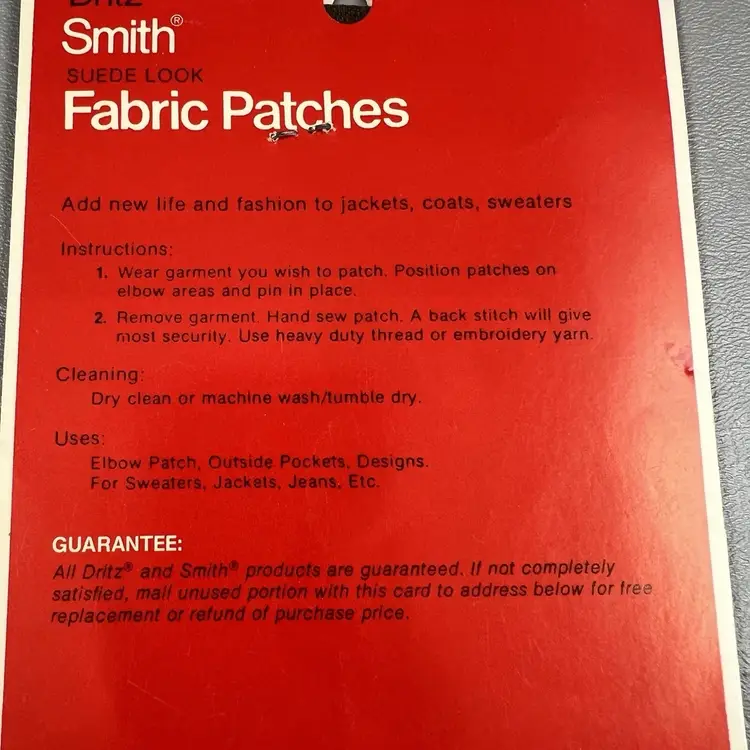 Dritz
Smith®
SUEDE LOOK
Fabric Patches
Add new life and fashion to jackets, coats, sweaters
Instructions:
1. Wear garment you wish to patch. Position patches on
elbow areas and pin in place.
2. Remove garment. Hand sew patch. A back stitch will give
most security. Use heavy duty thread or embroidery yarn.
Cleaning:
Dry clean or machine wash/tumble dry.
Uses:
Elbow Patch, Outside Pockets, Designs.
For Sweaters, Jackets, Jeans, Etc.
GUARANTEE:
All Dritz® and Smith® products are guaranteed. If not completely
satisfied, mail unused portion with this card to address below for free
replacement or refund of purchase price.